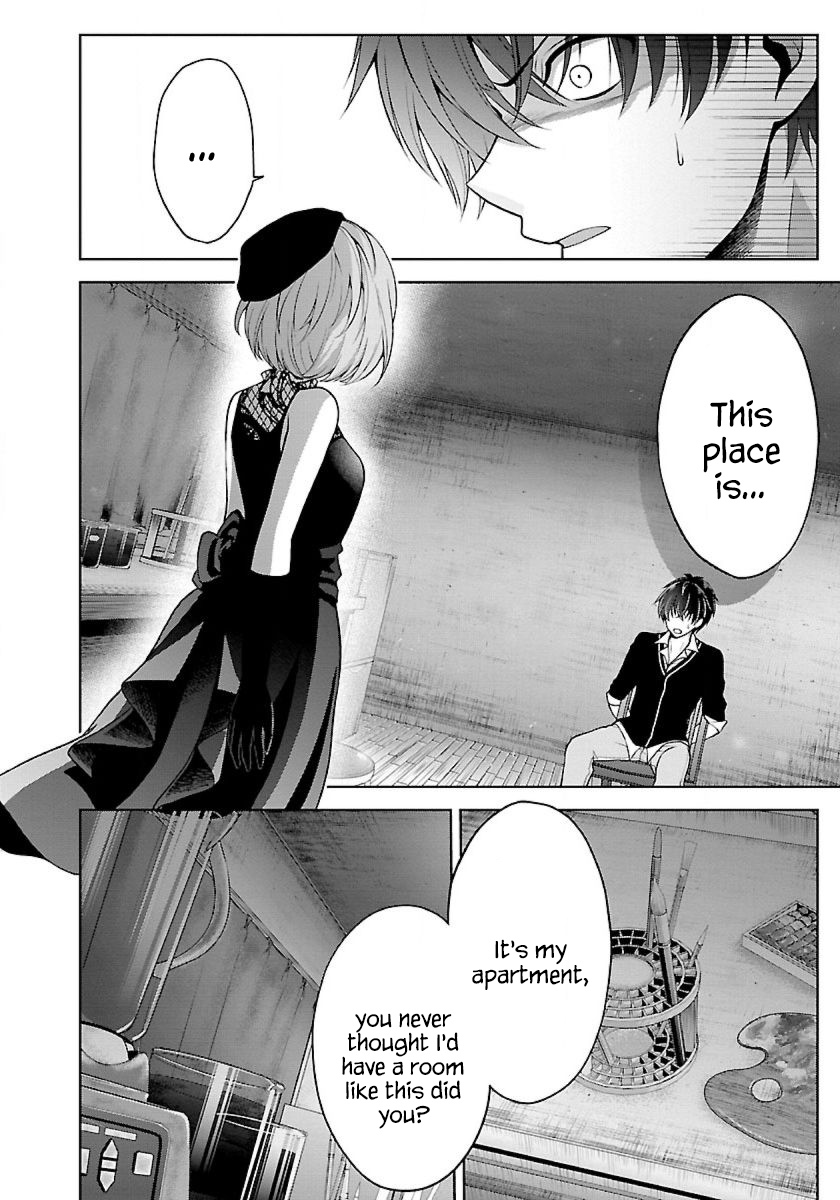 ...
This
place
is...
It's my
apartment,
you never
thought I'd
have a room
like this did
you?